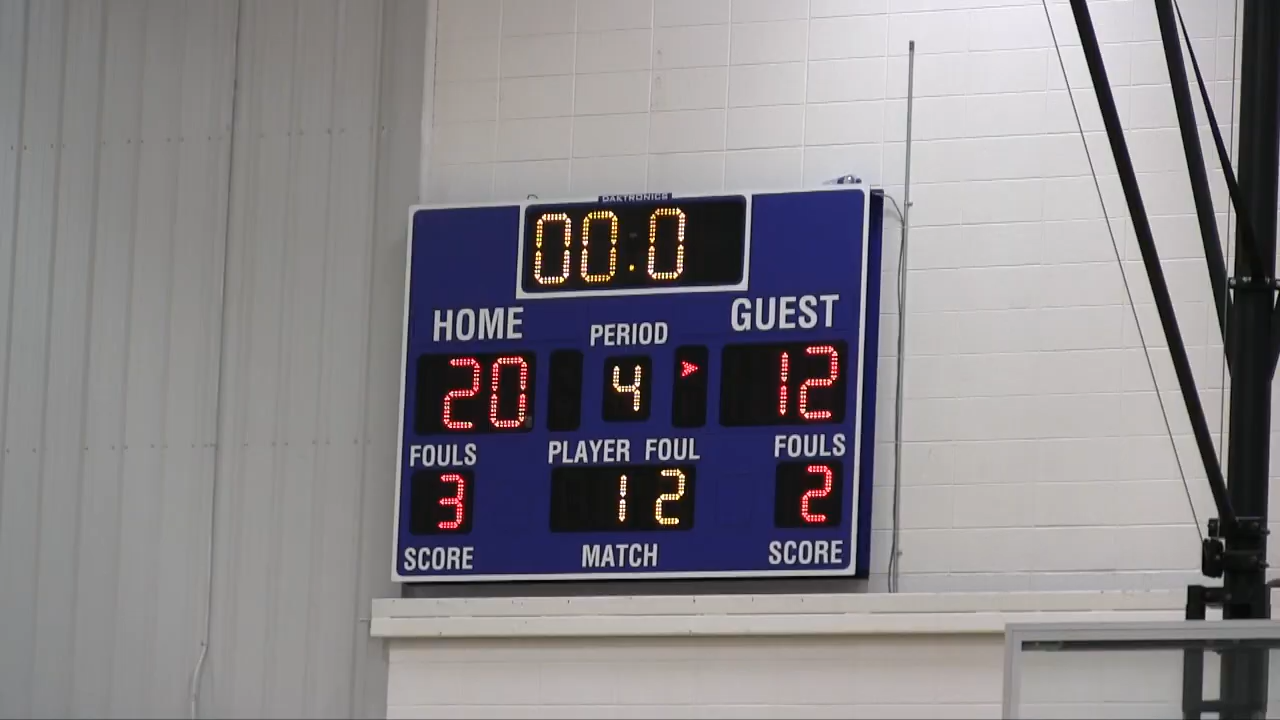 DAKTRONICS
00.0
HOME PERIOD GUEST
20 4 12
FOULS PLAYER FOUL FOULS
3 1 2 2
SCORE MATCH SCORE